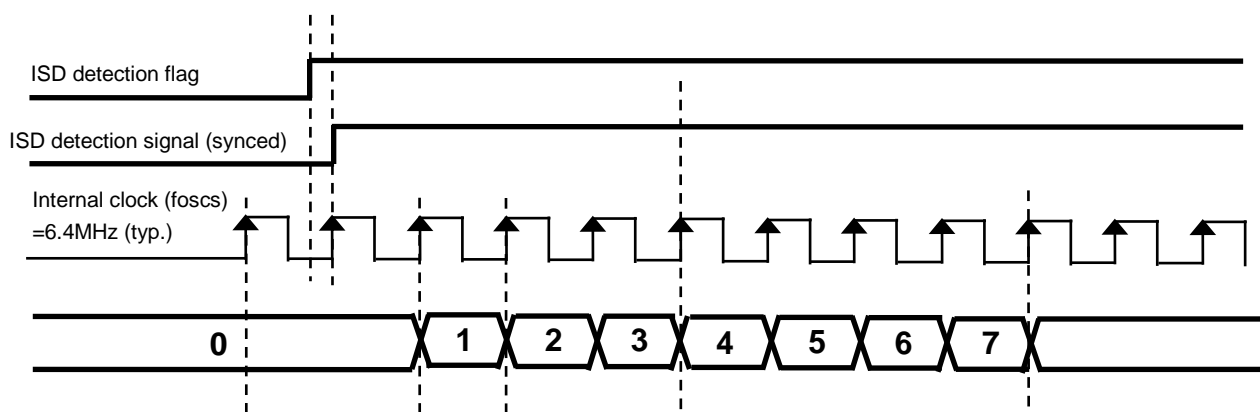 ISD detection flag
ISD detection signal (synced)
Internal clock (foscs)
=6.4MHz (typ.)
0 1 2 3 4 5 6 7